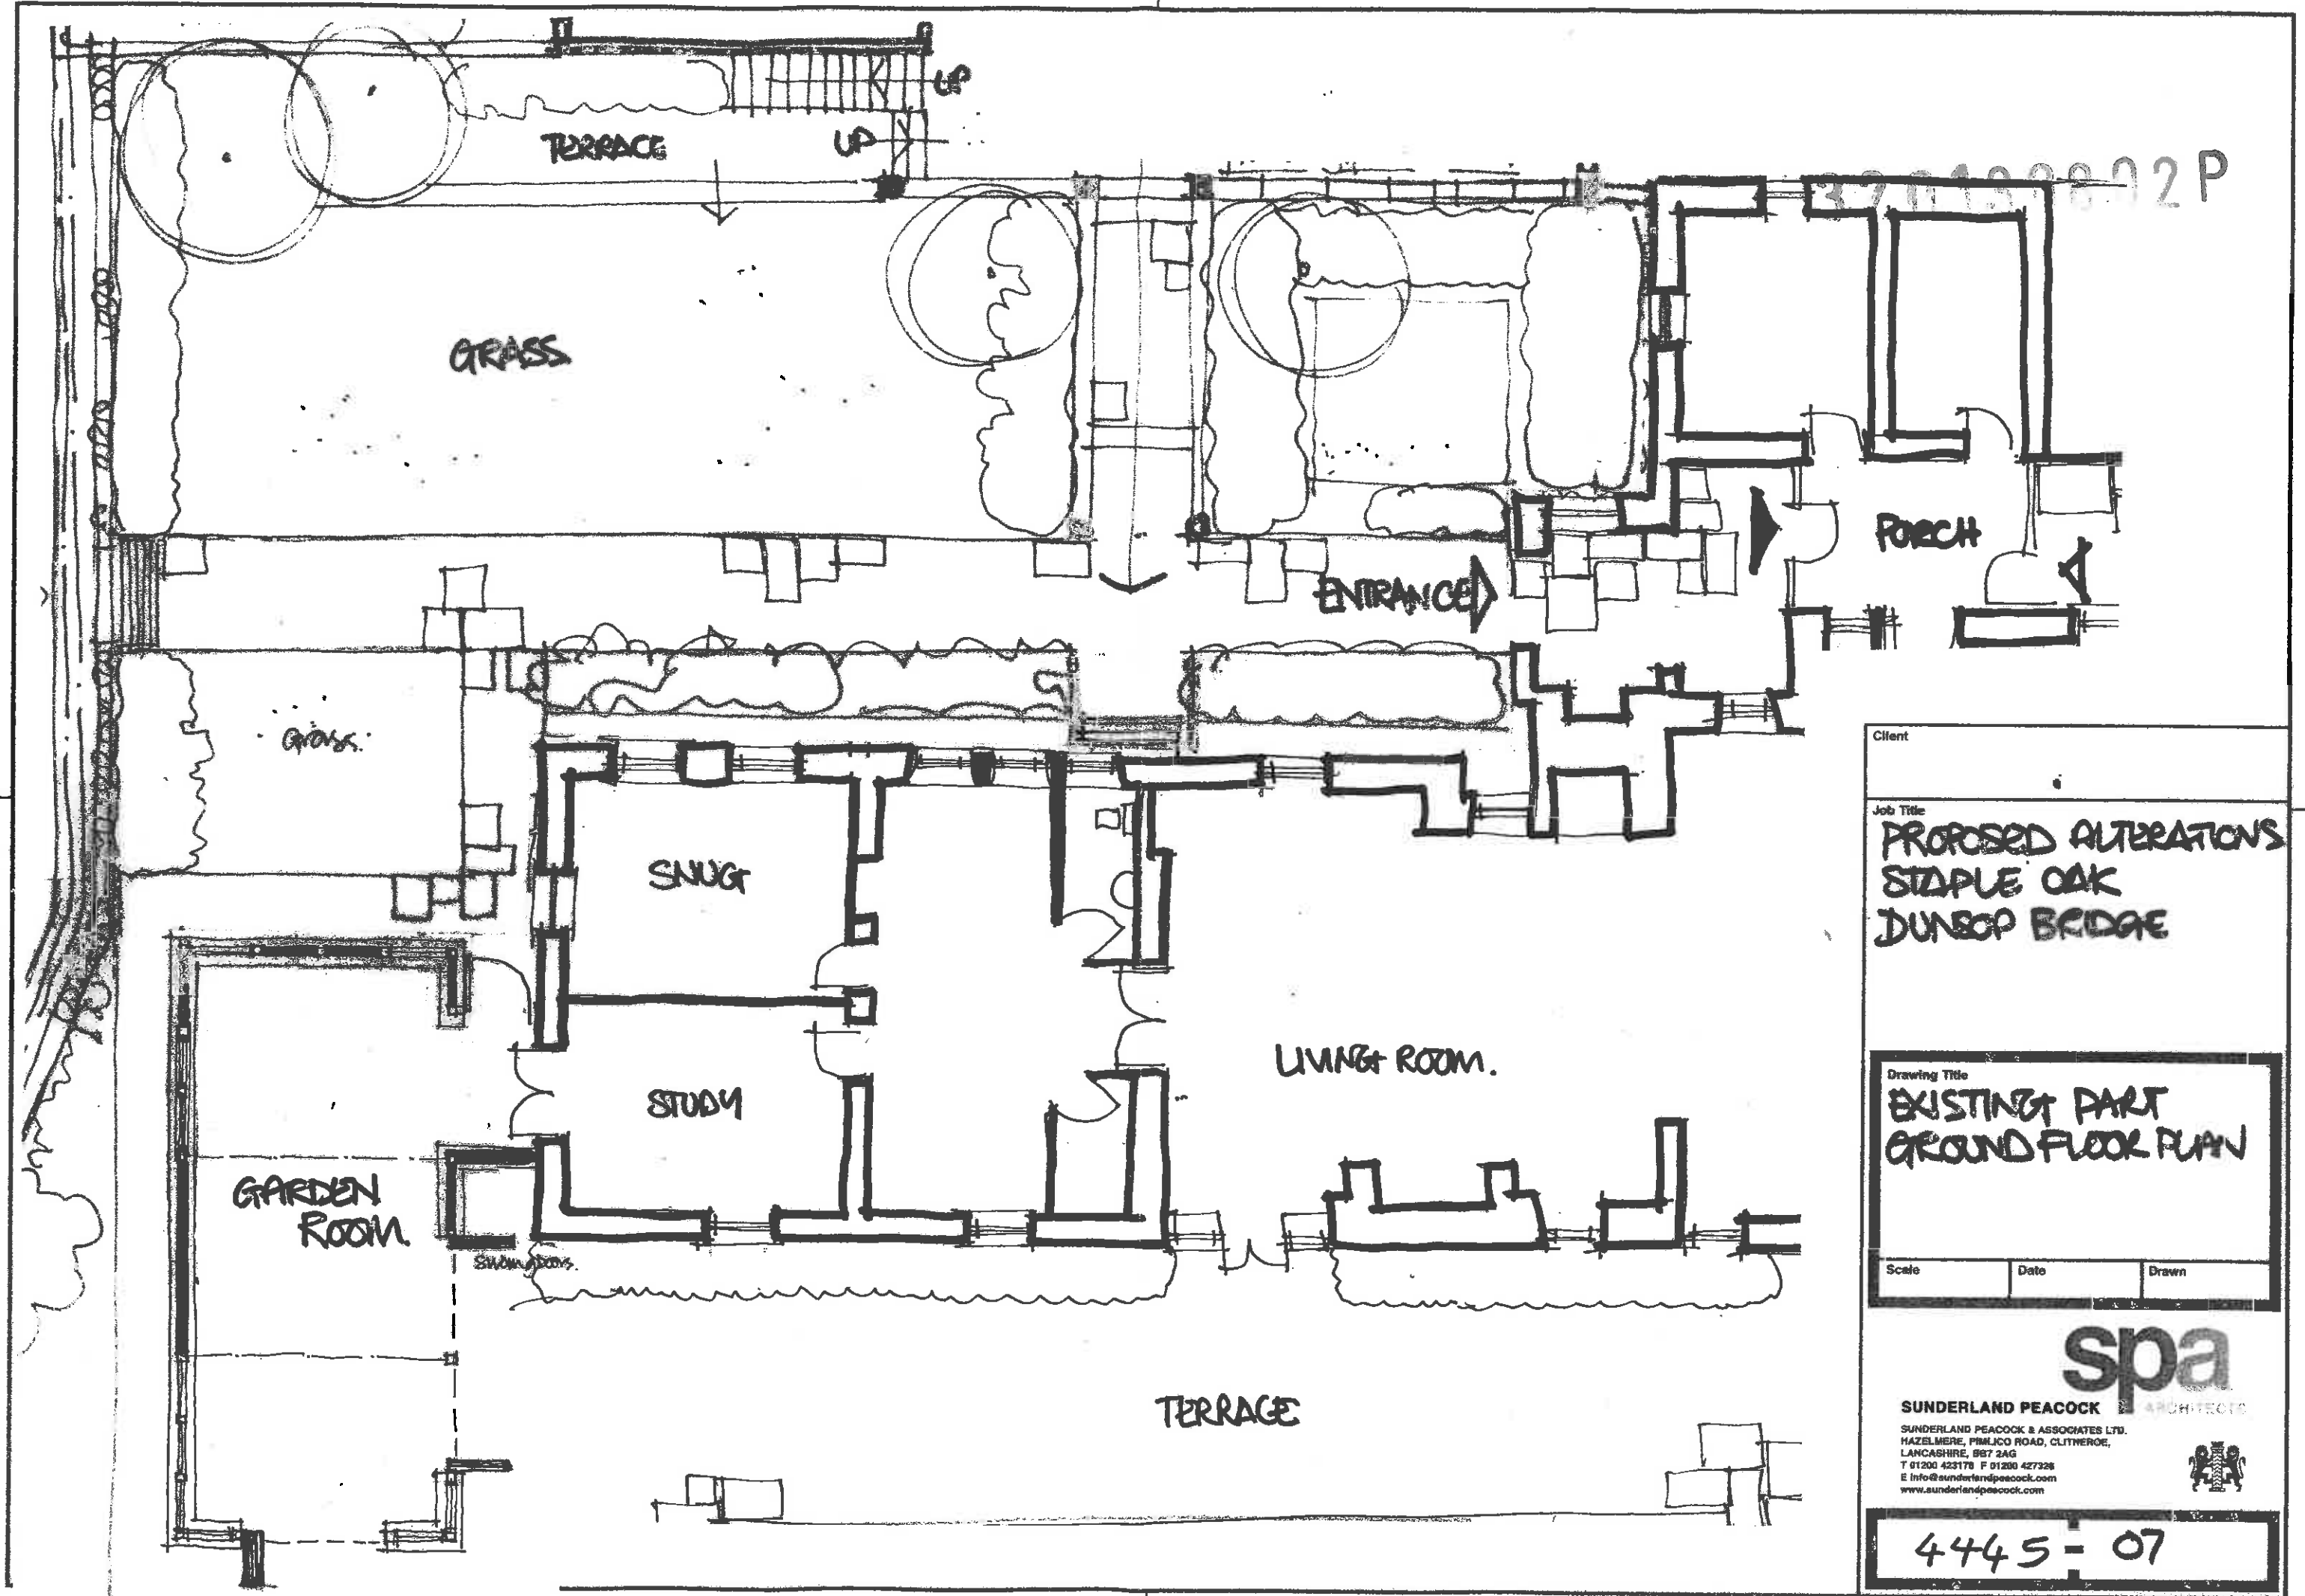 UP
TERRACE
UP
GRASS
PORCH
ENTRANCE
Grass.
SNUG
STUDY
LIVING ROOM.
GARDEN
ROOM.
TERRACE
Client
Job Title
PROPOSED ALTERATIONS
STAPLE OAK
DUNSOP BRIDGE
Drawing Title
EXISTING PART
GROUND FLOOR PLAN
Scale
Date
Drawn
spa
ARCHITECTS
SUNDERLAND PEACOCK
SUNDERLAND PEACOCK & ASSOCIATES LTD.
HAZELMERE, PIMLICO ROAD, CLITHEROE,
LANCASHIRE, BB7 2AG
T 01200 423178 F 01200 427328
E info@sunderlandpeacock.com
www.sunderlandpeacock.com
4445 - 07